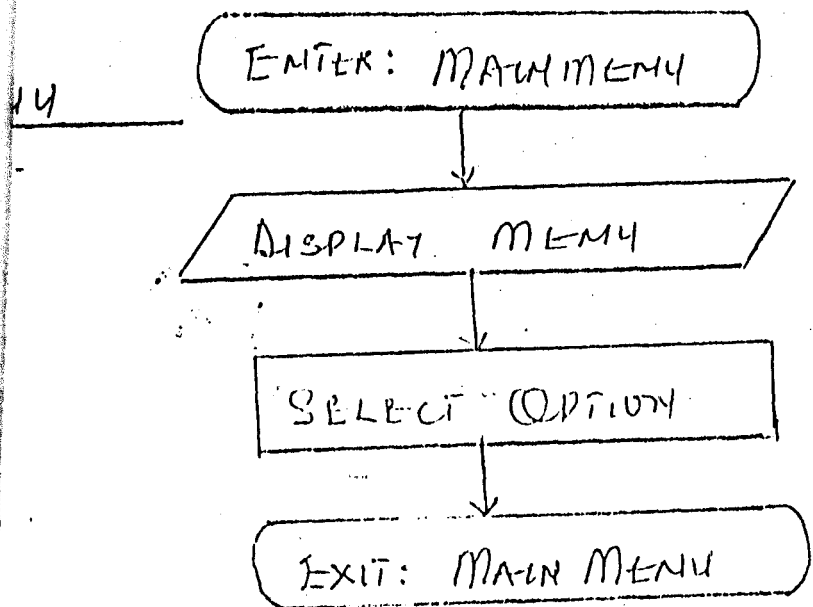 ENTER: MAIN MENU
DISPLAY MENU
SELECT OPTION
EXIT: MAIN MENU